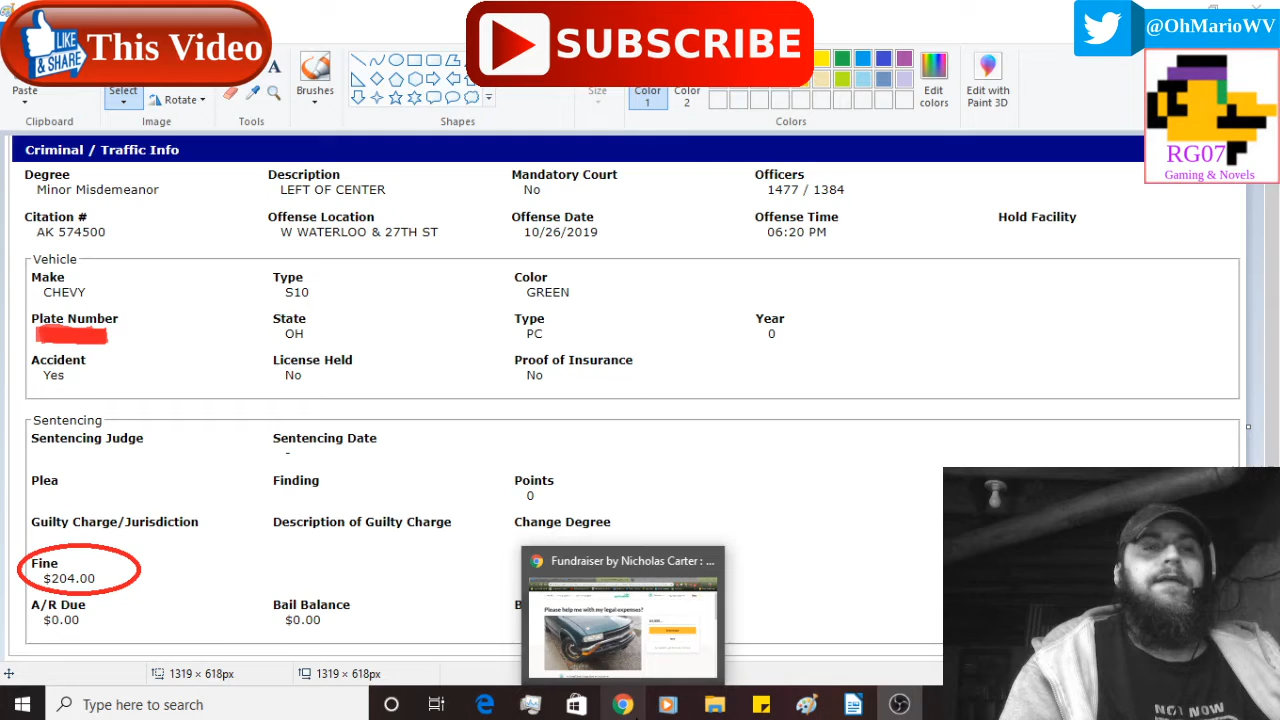 LIKE
& SHARE
This Video
SUBSCRIBE
@OhMarioWV
RG07
Gaming & Novels
Paste
Select
Rotate
A
Brushes
Size
Color
1
Color
2
Edit
colors
Edit with
Paint 3D
Clipboard
Image
Tools
Shapes
Colors
Criminal / Traffic Info
Degree Description Mandatory Court Officers
Minor Misdemeanor LEFT OF CENTER No 1477 / 1384
Citation # Offense Location Offense Date Offense Time Hold Facility
AK 574500 W WATERLOO & 27TH ST 10/26/2019 06:20 PM
Vehicle
Make Type Color
CHEVY S10 GREEN
Plate Number State Type Year
OH PC 0
Accident License Held Proof of Insurance
Yes No No
Sentencing
Sentencing Judge Sentencing Date
-
Plea Finding Points
0
Guilty Charge/Jurisdiction Description of Guilty Charge Change Degree
Fine
$204.00
A/R Due Bail Balance
$0.00 $0.00
Fundraiser by Nicholas Carter : ...
Please help me with my legal expenses!
1319 × 618px 1319 × 618px
Type here to search
NOT NOW